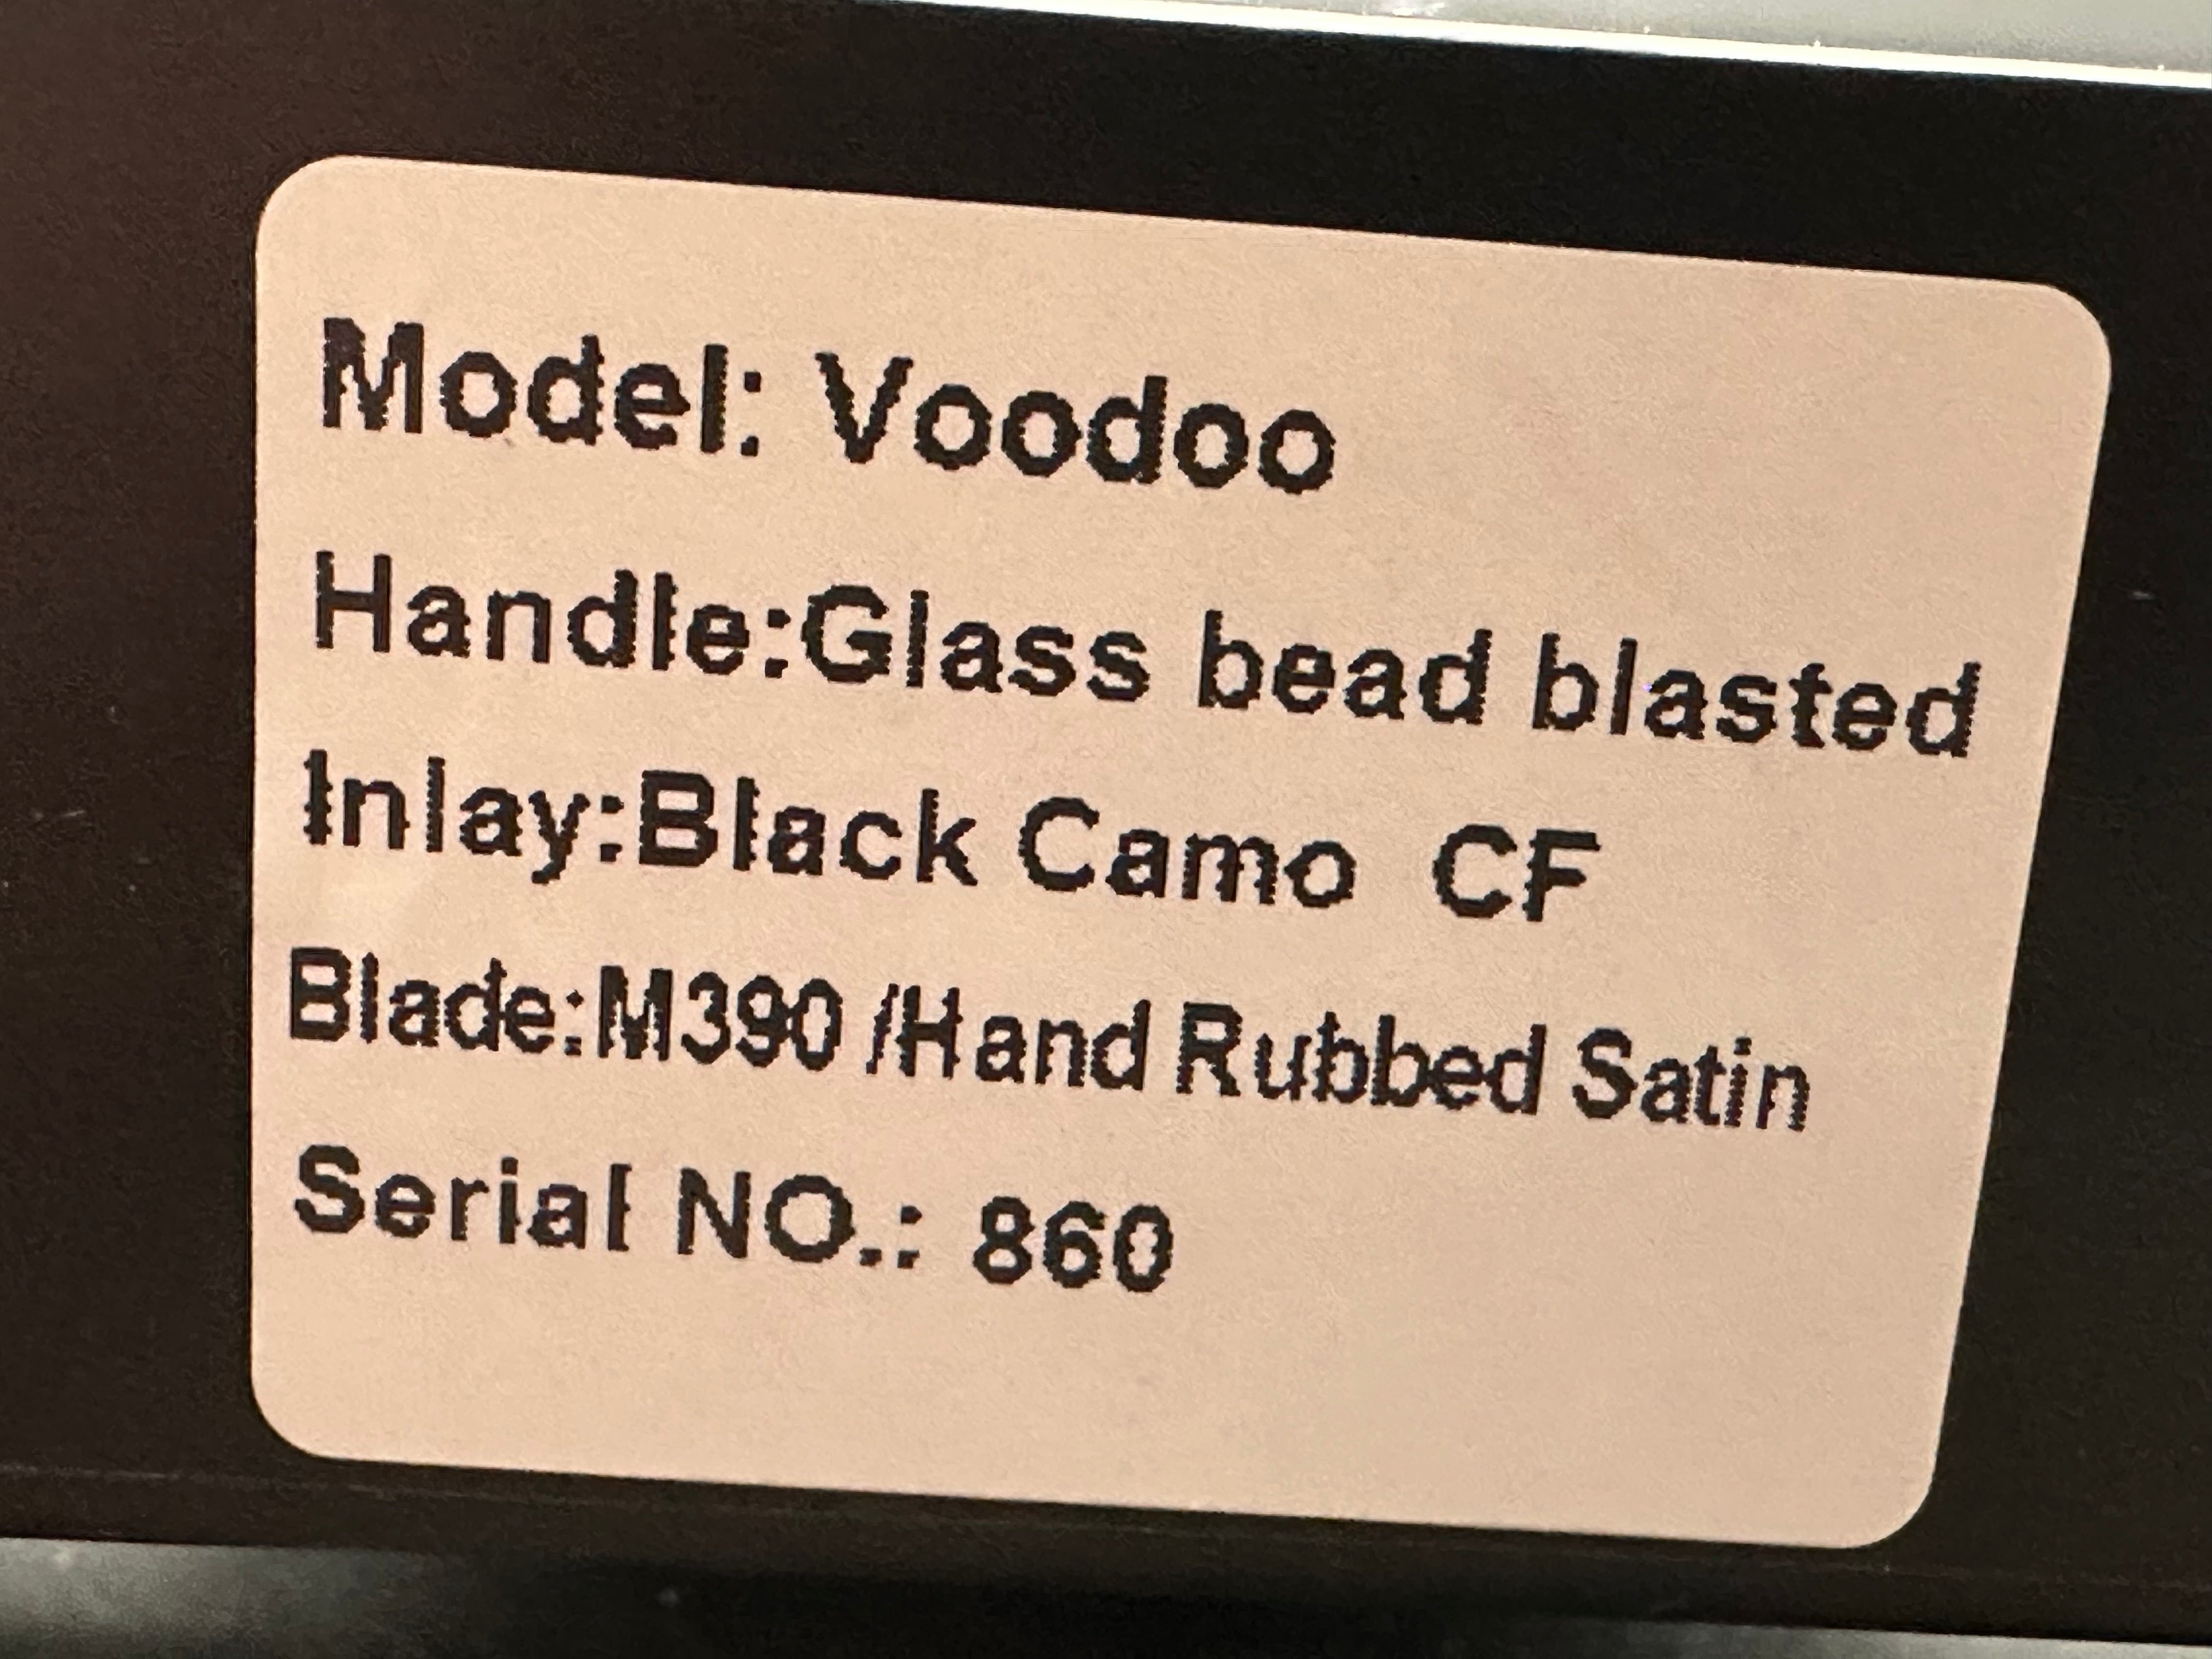 Model: Voodoo
Handle:Glass bead blasted
Inlay:Black Camo  CF
Blade:M390 /Hand Rubbed Satin
Serial NO.: 860